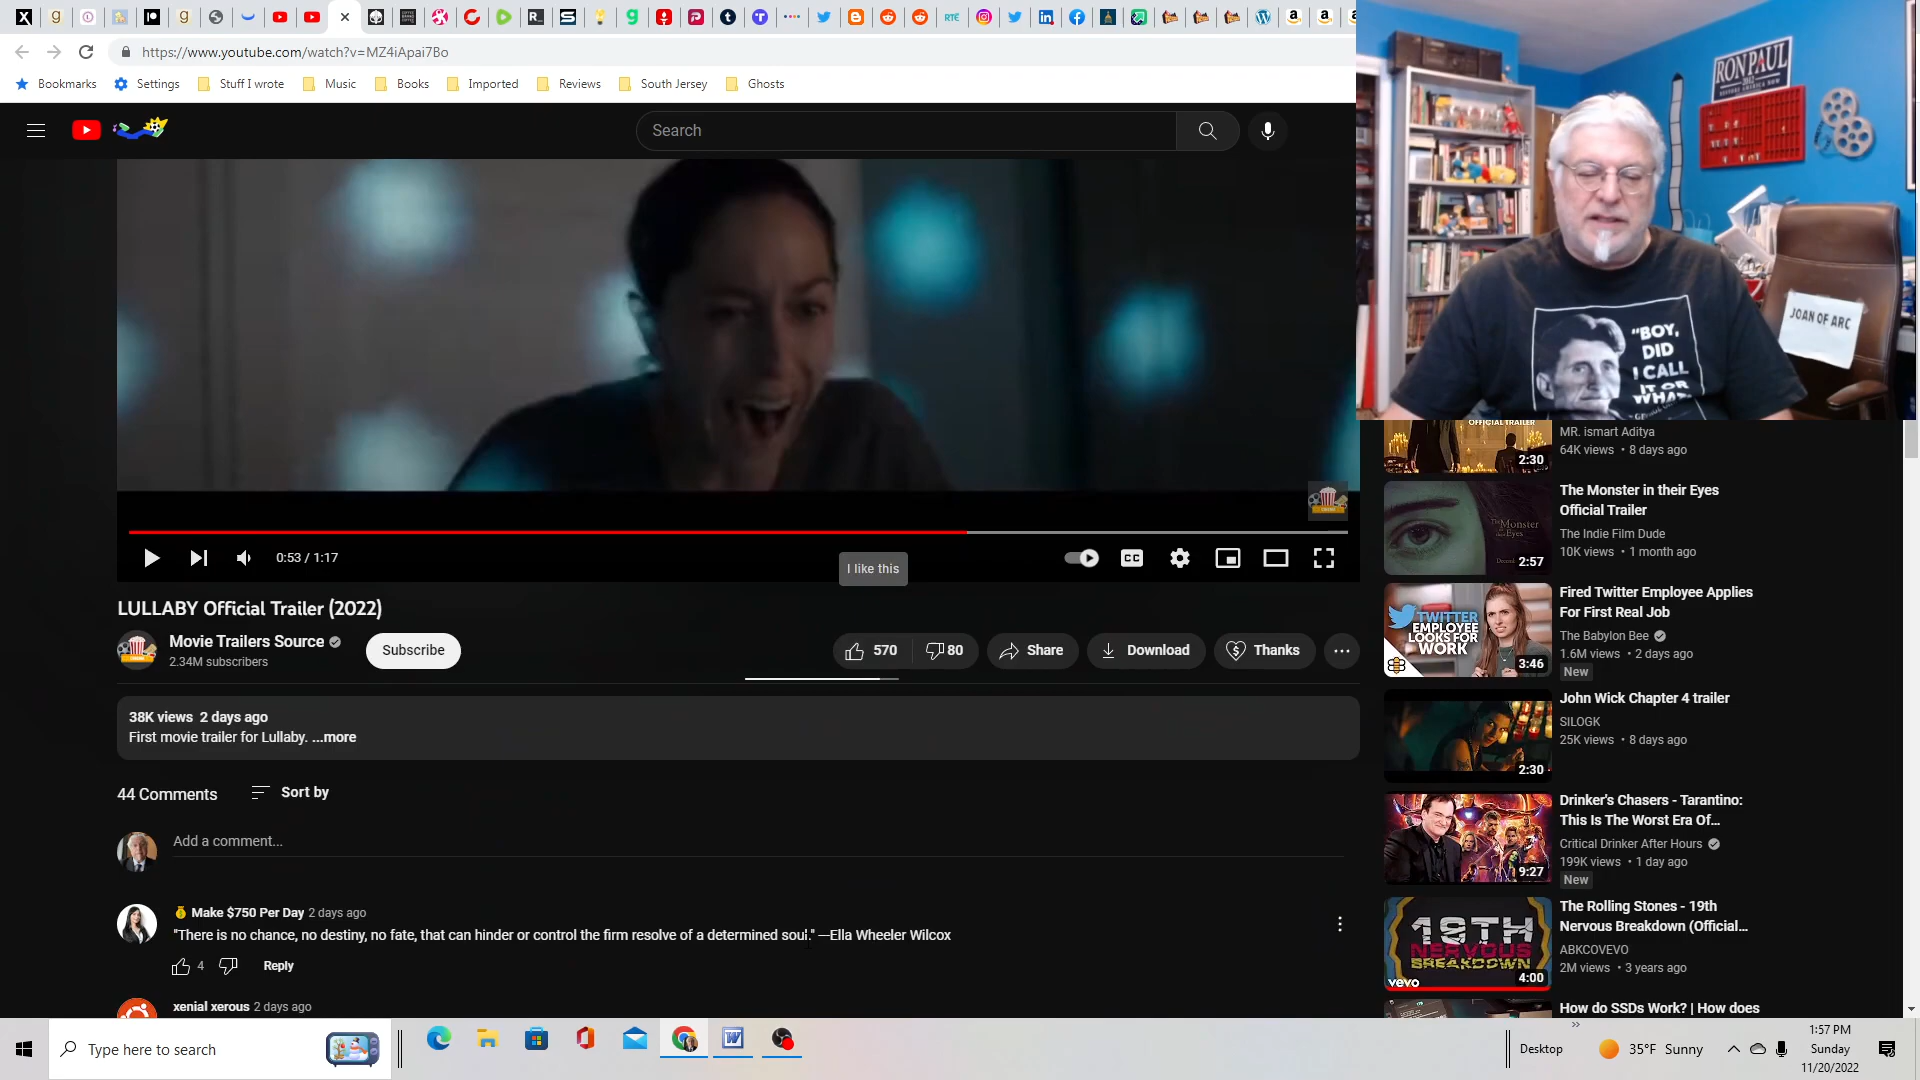 https://www.youtube.com/watch?v=MZ4iApai7Bo
Bookmarks
Settings
Stuff I wrote
Music
Books
Imported
Reviews
South Jersey
Ghosts
Search
RON PAUL
2012
RESTORE AMERICA NOW
JOAN OF ARC
"BOY,
DID
I CALL
IT OR
WHAT
0:53 / 1:17
CC
I like this
LULLABY Official Trailer (2022)
Movie Trailers Source
2.34M subscribers
Subscribe
570
80
Share
Download
Thanks
38K views 2 days ago
First movie trailer for Lullaby. ...more
44 Comments
Sort by
Add a comment...
Make $750 Per Day 2 days ago
"There is no chance, no destiny, no fate, that can hinder or control the firm resolve of a determined soul." —Ella Wheeler Wilcox
4
Reply
xenial xerous 2 days ago
OFFICIAL TRAILER
2:30
MR. ismart Aditya
64K views • 8 days ago
The Monster in their Eyes
Official Trailer
The Indie Film Dude
10K views • 1 month ago
2:57
Fired Twitter Employee Applies
For First Real Job
The Babylon Bee
1.6M views • 2 days ago
New
TWITTER
EMPLOYEE
LOOKS FOR
WORK
3:46
John Wick Chapter 4 trailer
SILOGK
25K views • 8 days ago
2:30
Drinker's Chasers - Tarantino:
This Is The Worst Era Of...
Critical Drinker After Hours
199K views • 1 day ago
New
9:27
The Rolling Stones - 19th
Nervous Breakdown (Official...
ABKCOVEVO
2M views • 3 years ago
19TH
NERVOUS
BREAKDOWN
vevo
4:00
How do SSDs Work? | How does
Type here to search
Desktop
35°F Sunny
1:57 PM
Sunday
11/20/2022